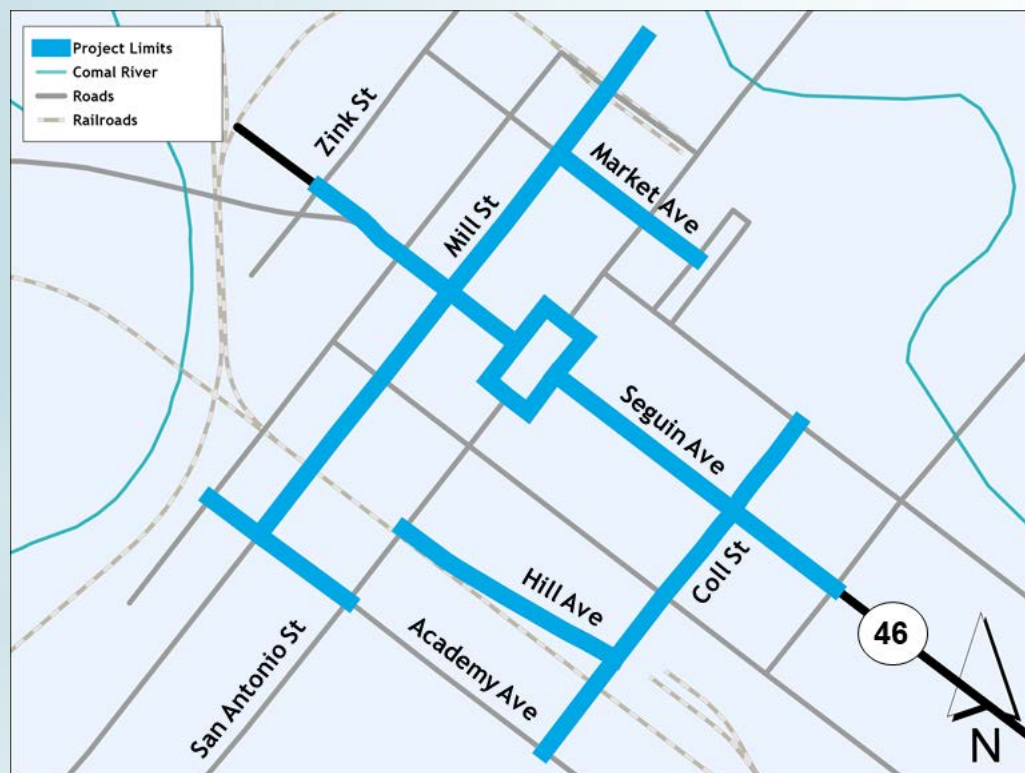 Project Limits
Comal River
Roads
Railroads
Zink St
Mill St
Market Ave
Seguin Ave
Coll St
Hill Ave
Academy Ave
San Antonio St
46
N